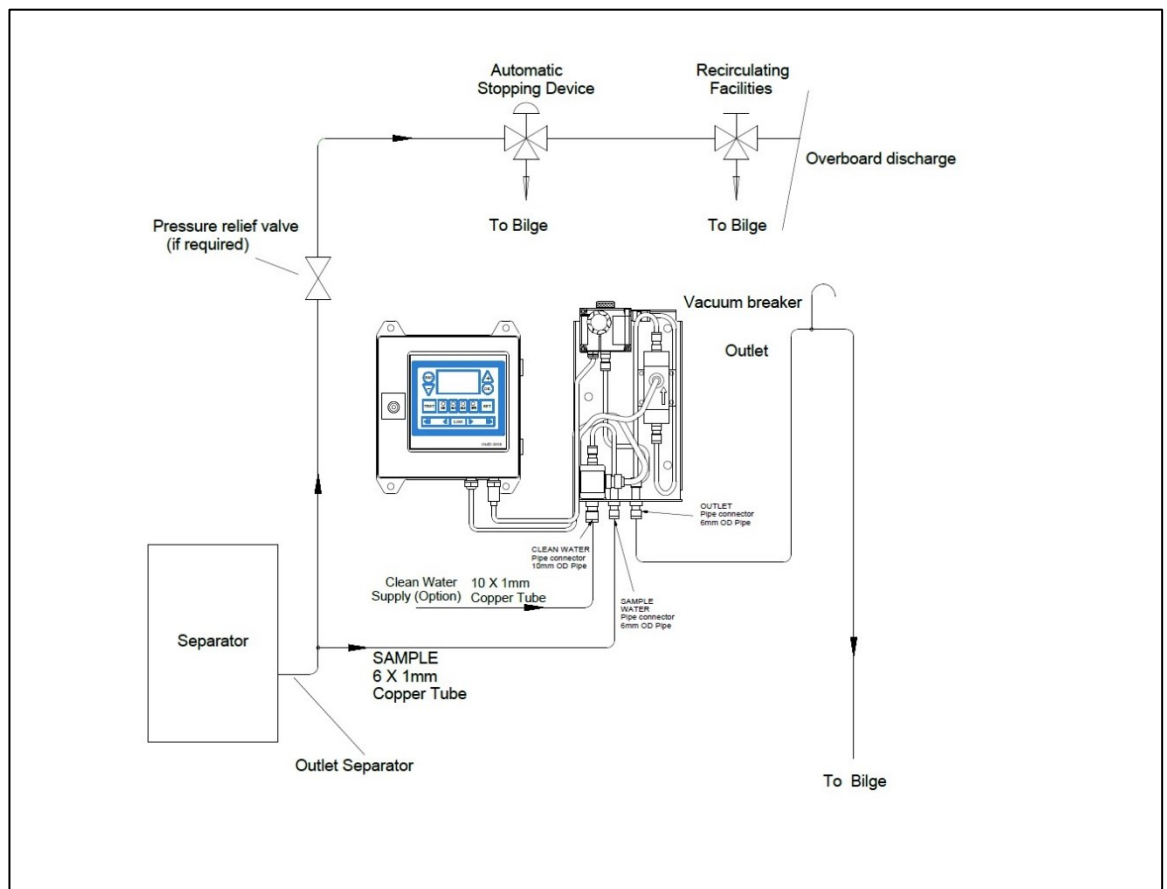 Automatic
Stopping Device
Recirculating
Facilities
Overboard discharge
To Bilge
To Bilge
Pressure relief valve
(if required)
Vacuum breaker
Outlet
OUTLET
Pipe connector
6mm OD Pipe
CLEAN WATER
Pipe connector
10mm OD Pipe
Clean Water
Supply (Option)
10 X 1mm
Copper Tube
SAMPLE
WATER
Pipe connector
6mm OD Pipe
Separator
SAMPLE
6 X 1mm
Copper Tube
Outlet Separator
To Bilge